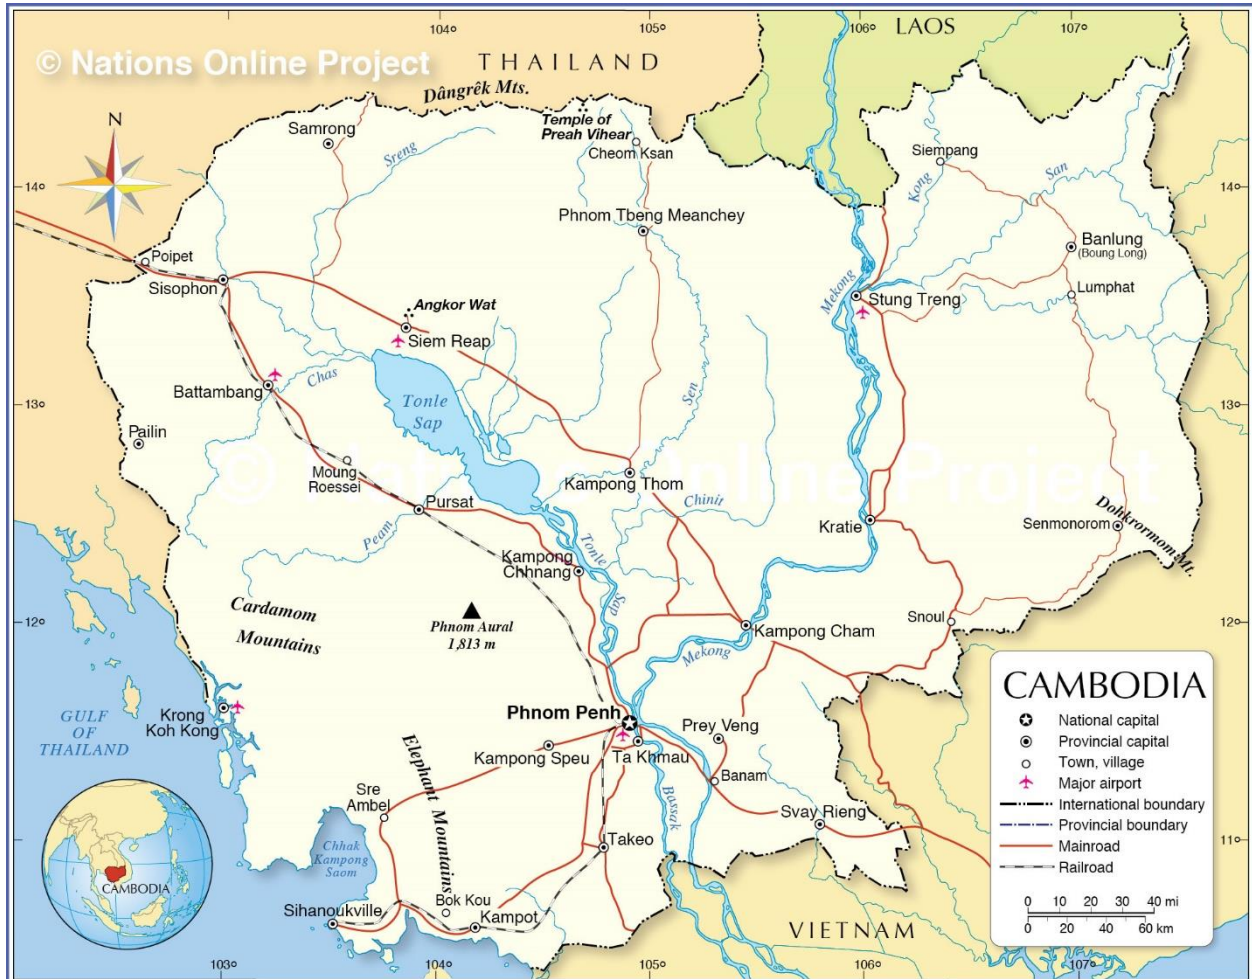 104°
105°
106°
107°
LAOS
© Nations Online Project
THAILAND
Dângrêk Mts.
Temple of
Preah Vihear
Cheom Ksan
Samrong
Sreng
N
Siempang
Kong
San
14°
14°
Phnom Tbeng Meanchey
Banlung
(Boung Long)
Poipet
Sisophon
Mekong
Stung Treng
Lumphat
Angkor Wat
Siem Reap
Battambang
Chas
Tonle
Sap
Sen
13°
13°
Pailin
© Nations Online Project
Moung
Roessei
Kampong Thom
Pursat
Chinit
Kratie
Senmonorom
Dohkromom Mt.
Peam
Tonle
Sap
Kampong
Chhnang
Cardamom
Mountains
Phnom Aural
1,813 m
12°
12°
Snoul
Kampong Cham
Mekong
Krong
Koh Kong
GULF
OF
THAILAND
Phnom Penh
Prey Veng
Kampong Speu
Ta Khmau
Banam
Elephant Mountains
Sre
Ambel
Bassak
Svay Rieng
11°
11°
Chhak
Kampong
Saom
Takeo
Bok Kou
Sihanoukville
Kampot
VIETNAM
CAMBODIA
CAMBODIA
National capital
Provincial capital
Town, village
Major airport
International boundary
Provincial boundary
Mainroad
Railroad
0 10 20 30 40 mi
0 20 40 60 km
103°
104°
105°
106°
107°